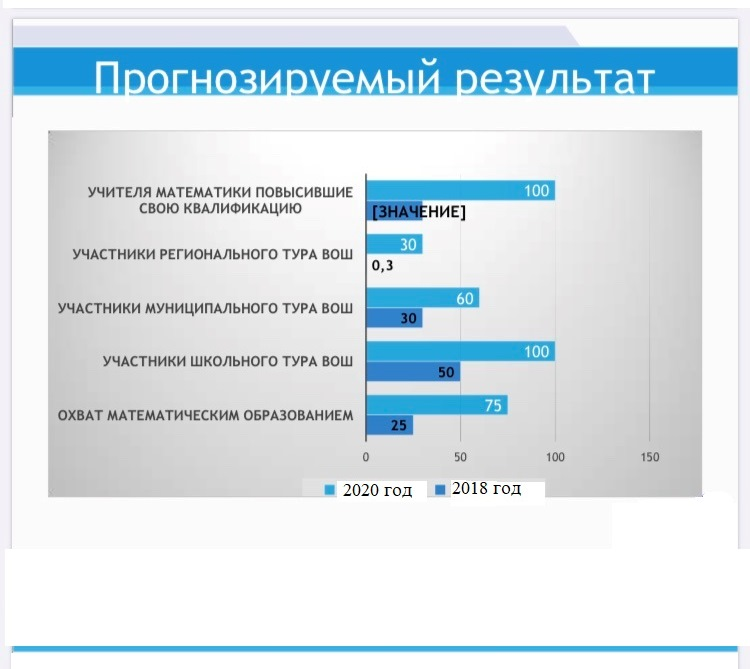 Прогнозируемый результат
УЧИТЕЛЯ МАТЕМАТИКИ ПОВЫСИВШИЕ
СВОЮ КВАЛИФИКАЦИЮ
100
[ЗНАЧЕНИЕ]
УЧАСТНИКИ РЕГИОНАЛЬНОГО ТУРА ВОШ
30
0,3
УЧАСТНИКИ МУНИЦИПАЛЬНОГО ТУРА ВОШ
60
30
УЧАСТНИКИ ШКОЛЬНОГО ТУРА ВОШ
100
50
ОХВАТ МАТЕМАТИЧЕСКИМ ОБРАЗОВАНИЕМ
75
25
0 50 100 150
2020 год 2018 год